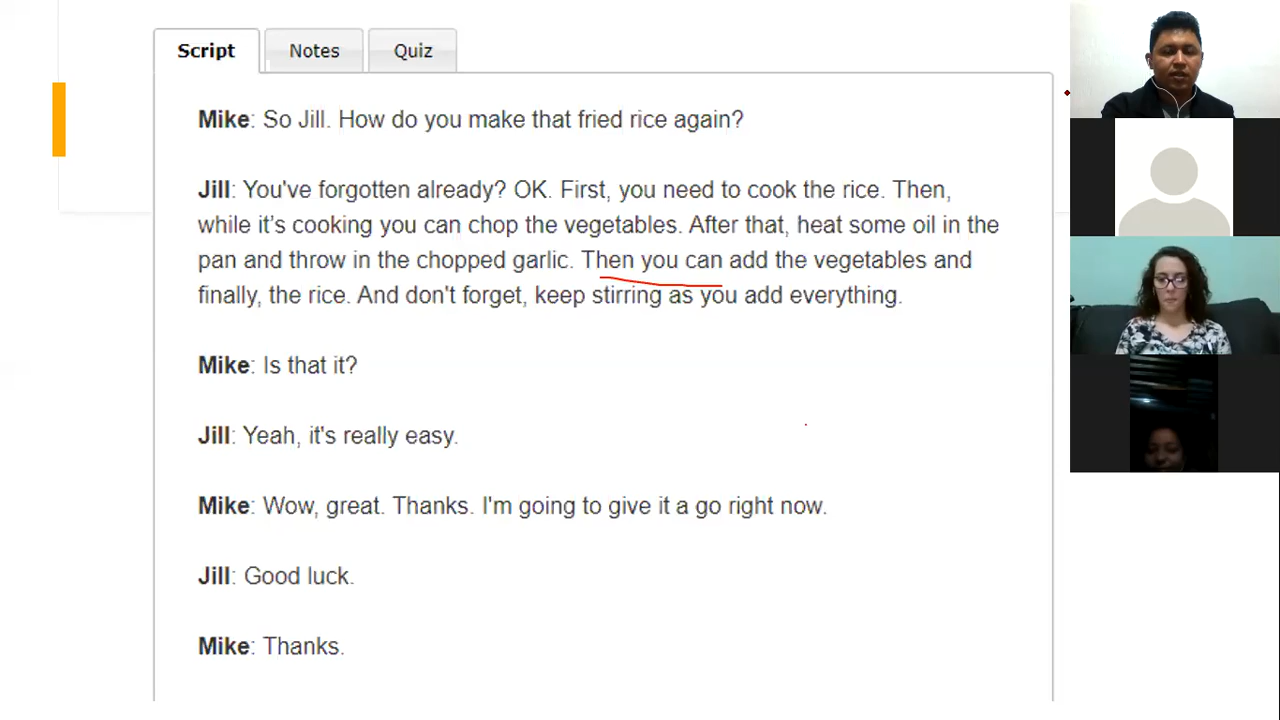 Script Notes Quiz
Mike: So Jill. How do you make that fried rice again?
Jill: You've forgotten already? OK. First, you need to cook the rice. Then,
while it's cooking you can chop the vegetables. After that, heat some oil in the
pan and throw in the chopped garlic. Then you can add the vegetables and
finally, the rice. And don't forget, keep stirring as you add everything.
Mike: Is that it?
Jill: Yeah, it's really easy.
Mike: Wow, great. Thanks. I'm going to give it a go right now.
Jill: Good luck.
Mike: Thanks.